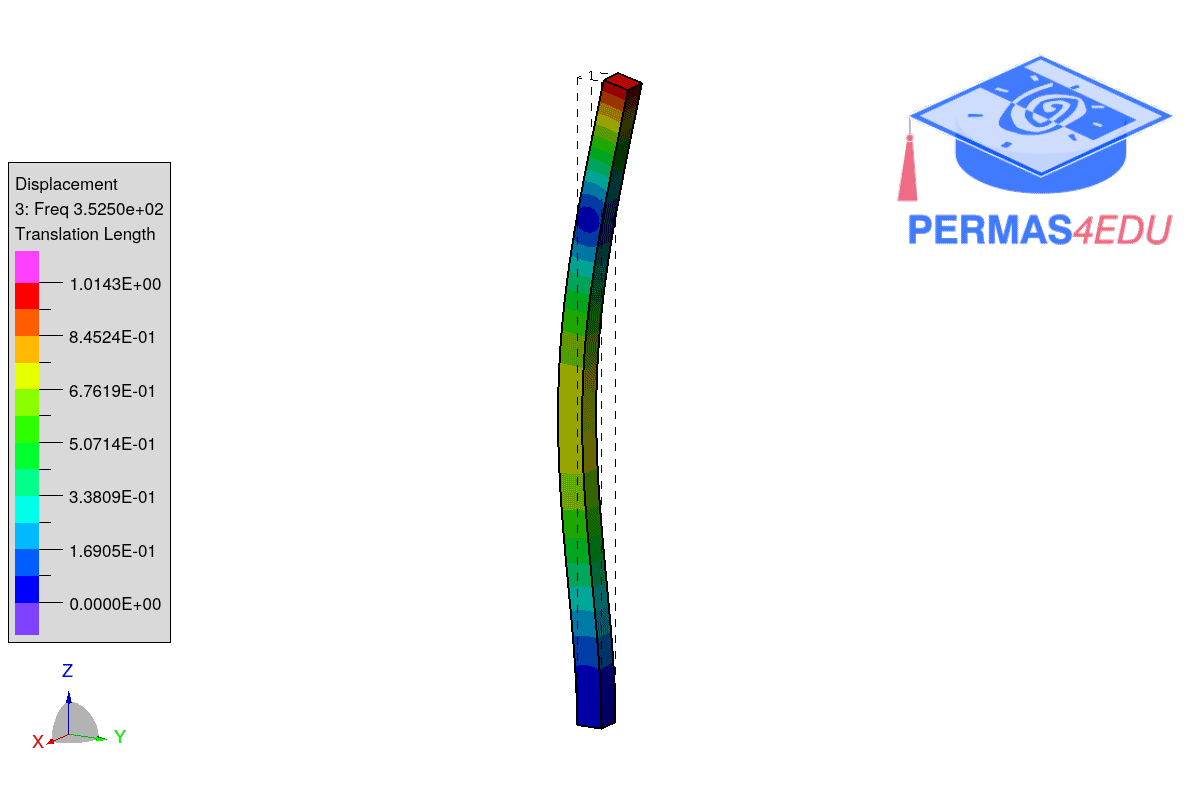 1
PERMAS4EDU
Displacement
3: Freq 3.5250e+02
Translation Length
1.0143E+00
8.4524E-01
6.7619E-01
5.0714E-01
3.3809E-01
1.6905E-01
0.0000E+00
Z
X
Y